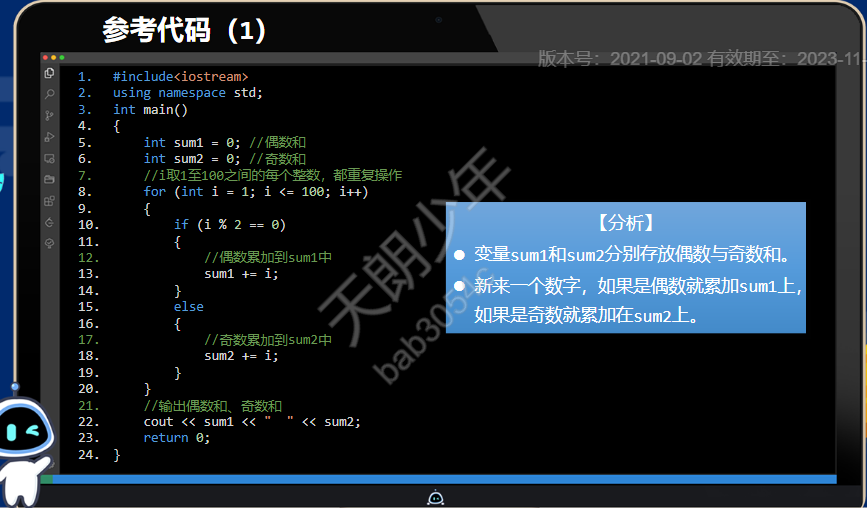 参考代码（1）
版本号：2021-09-02 有效期至：2023-11-
1. #include<iostream>
2. using namespace std;
3. int main()
4. {
5.     int sum1 = 0; //偶数和
6.     int sum2 = 0; //奇数和
7.     //i取1至100之间的每个整数，都重复操作
8.     for (int i = 1; i <= 100; i++)
9.     {
10.         if (i % 2 == 0)
11.         {
12.             //偶数累加到sum1中
13.             sum1 += i;
14.         }
15.         else
16.         {
17.             //奇数累加到sum2中
18.             sum2 += i;
19.         }
20.     }
21.     //输出偶数和、奇数和
22.     cout << sum1 << "  " << sum2;
23.     return 0;
24. }
【分析】
● 变量sum1和sum2分别存放偶数与奇数和。
● 新来一个数字，如果是偶数就累加sum1上，
如果是奇数就累加在sum2上。
天朗少年
bab3054c